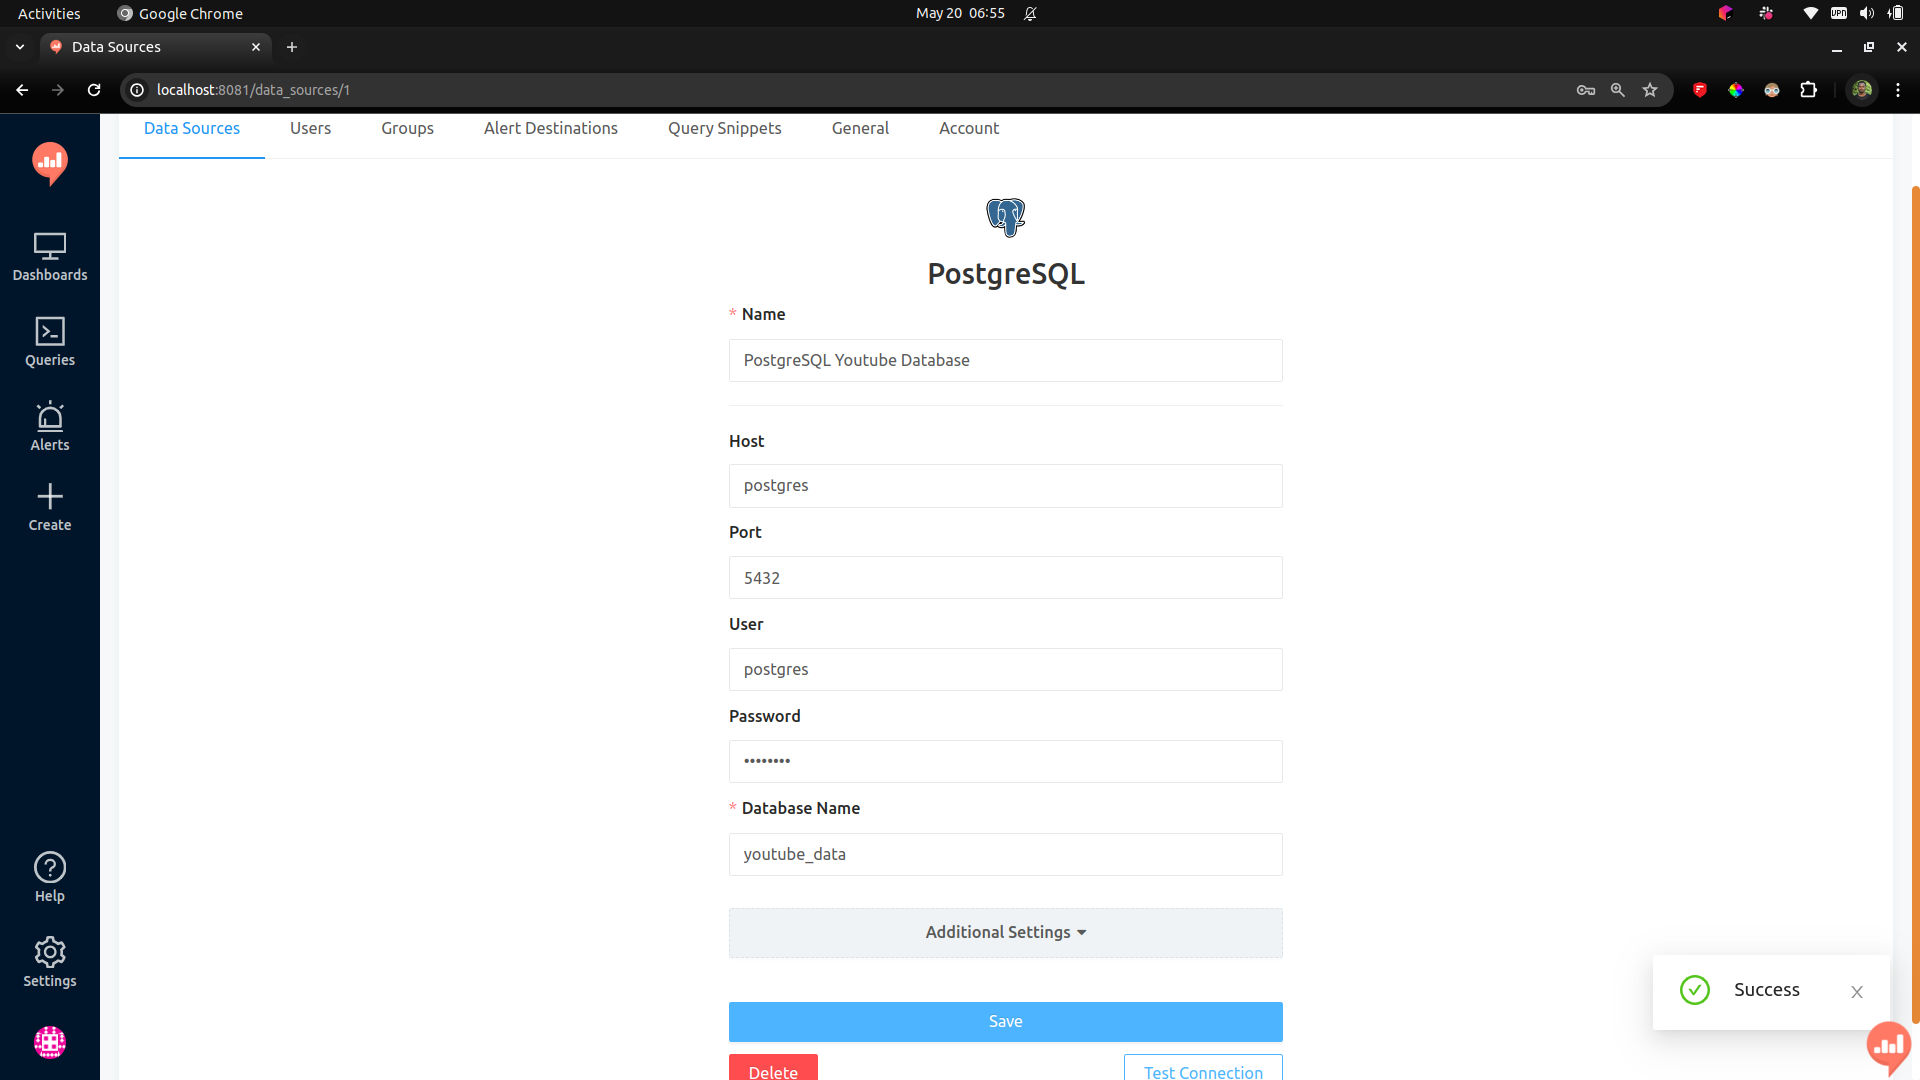 Activities
Google Chrome
May 20 06:55
VPN
Data Sources
localhost:8081/data_sources/1
Data Sources
Users
Groups
Alert Destinations
Query Snippets
General
Account
Dashboards
Queries
Alerts
Create
Help
Settings
PostgreSQL
* Name
PostgreSQL Youtube Database
Host
postgres
Port
5432
User
postgres
Password
••••••••
* Database Name
youtube_data
Additional Settings
Save
Delete
Test Connection
Success